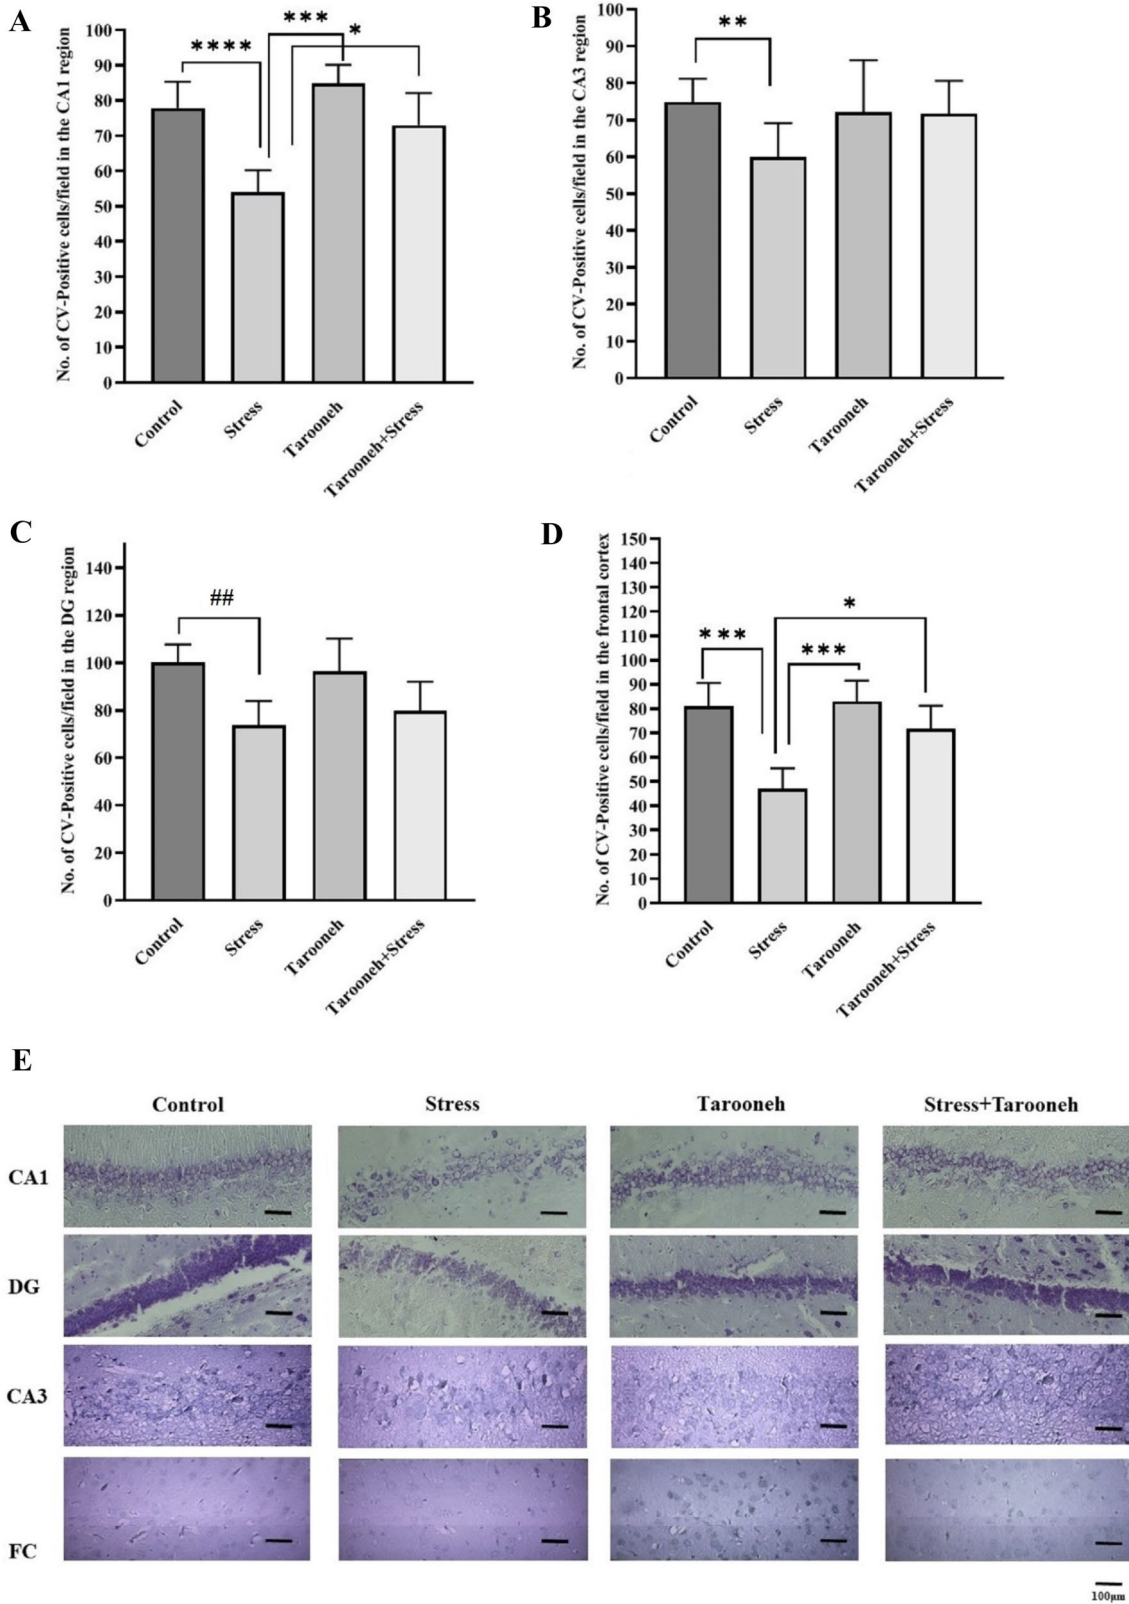 A
No. of CV-Positive cells/field in the CA1 region
100
90
80
70
60
50
40
30
20
10
0
****
***
*
Control
Stress
Tarooneh
Tarooneh+Stress
B
No. of CV-Positive cells/field in the CA3 region
100
90
80
70
60
50
40
30
20
10
0
**
Control
Stress
Tarooneh
Tarooneh+Stress
C
No. of CV-Positive cells/field in the DG region
140
120
100
80
60
40
20
0
##
Control
Stress
Tarooneh
Tarooneh+Stress
D
No. of CV-Positive cells/field in the frontal cortex
150
140
130
120
110
100
90
80
70
60
50
40
30
20
10
0
***
***
*
Control
Stress
Tarooneh
Tarooneh+Stress
E
Control Stress Tarooneh Stress+Tarooneh
CA1
DG
CA3
FC
100µm